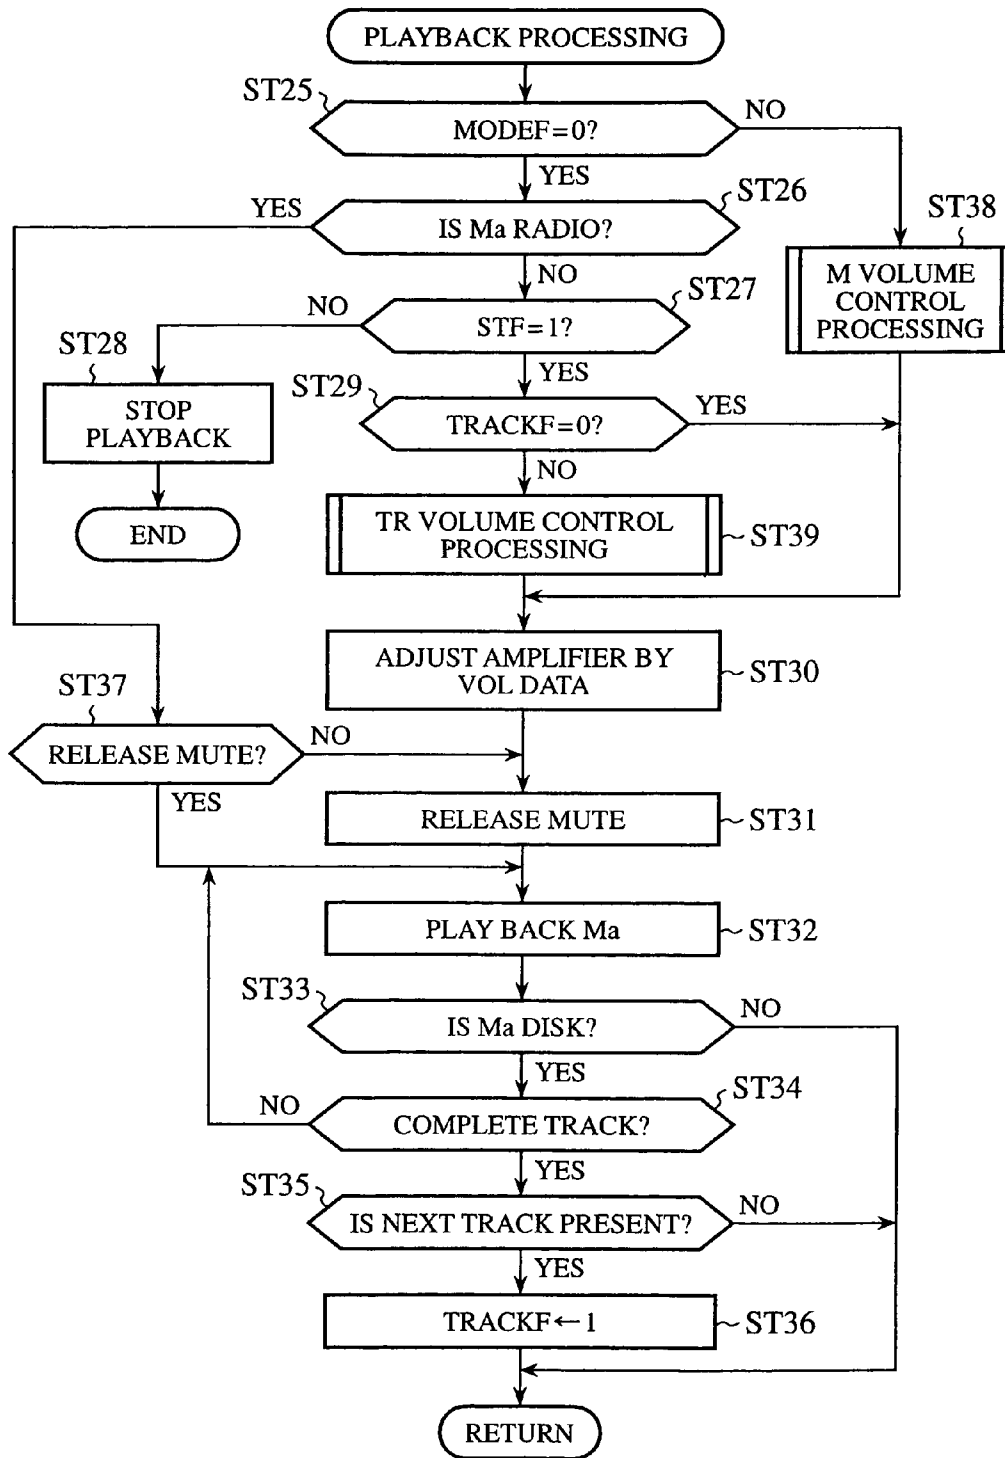 PLAYBACK PROCESSING
ST25
MODEF=0?
NO
YES
ST26
YES
IS Ma RADIO?
ST38
NO
M VOLUME
CONTROL
PROCESSING
ST27
NO
STF=1?
ST28
YES
ST29
STOP
PLAYBACK
TRACKF=0?
YES
NO
END
TR VOLUME CONTROL
PROCESSING
ST39
ADJUST AMPLIFIER BY
VOL DATA
ST30
ST37
RELEASE MUTE?
NO
YES
RELEASE MUTE
ST31
PLAY BACK Ma
ST32
ST33
IS Ma DISK?
NO
YES
ST34
NO
COMPLETE TRACK?
YES
ST35
IS NEXT TRACK PRESENT?
NO
YES
TRACKF←1
ST36
RETURN